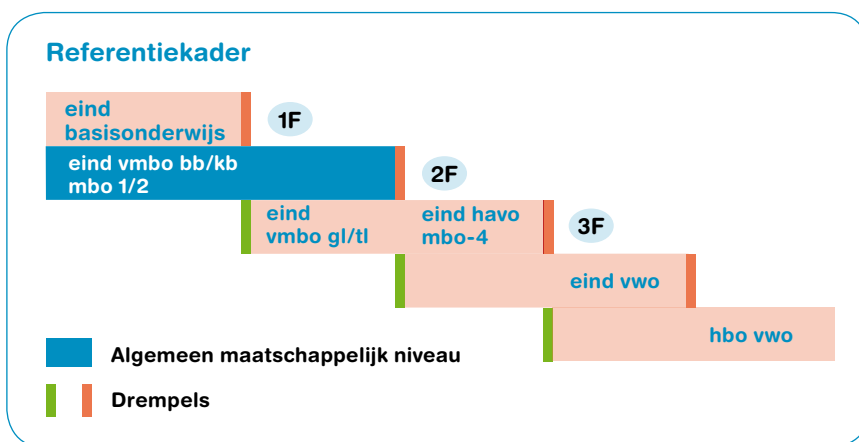 Referentiekader
eind
basisonderwijs
1F
eind vmbo bb/kb
mbo 1/2
2F
eind
vmbo gl/tl
eind havo
mbo-4
3F
eind vwo
hbo vwo
Algemeen maatschappelijk niveau
Drempels